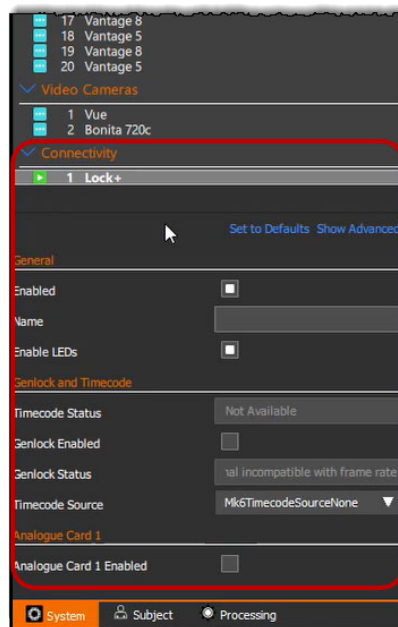 17 Vantage 8
18 Vantage 5
19 Vantage 8
20 Vantage 5
Video Cameras
1 Vue
2 Bonita 720c
Connectivity
1 Lock+
Set to Defaults Show Advanced
General
Enabled
Name
Enable LEDs
Genlock and Timecode
Timecode Status Not Available
Genlock Enabled
Genlock Status nal incompatible with frame rate
Timecode Source Mk6TimecodeSourceNone
Analogue Card 1
Analogue Card 1 Enabled
System Subject Processing